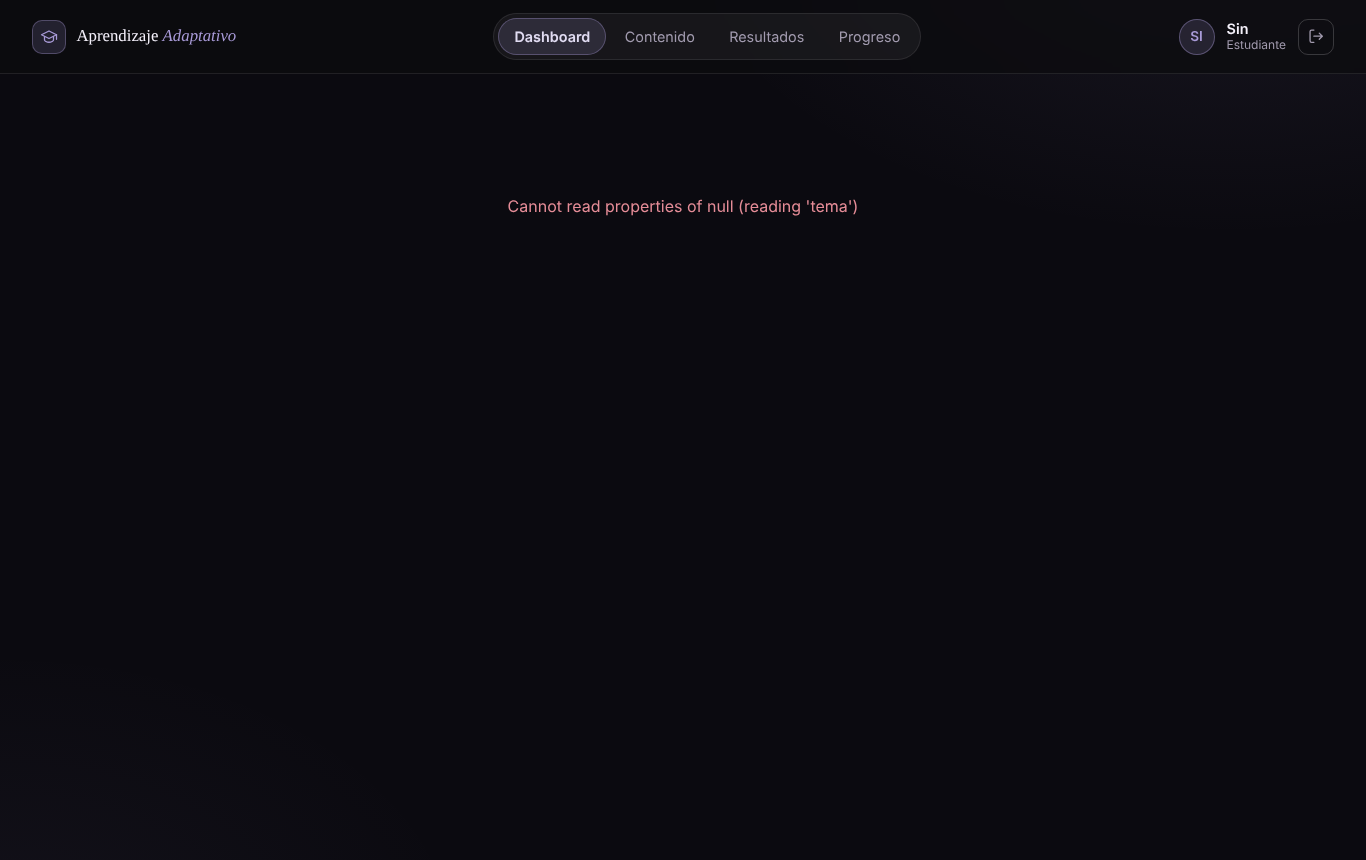 Aprendizaje Adaptativo
Dashboard
Contenido
Resultados
Progreso
SI
Sin
Estudiante
Cannot read properties of null (reading 'tema')